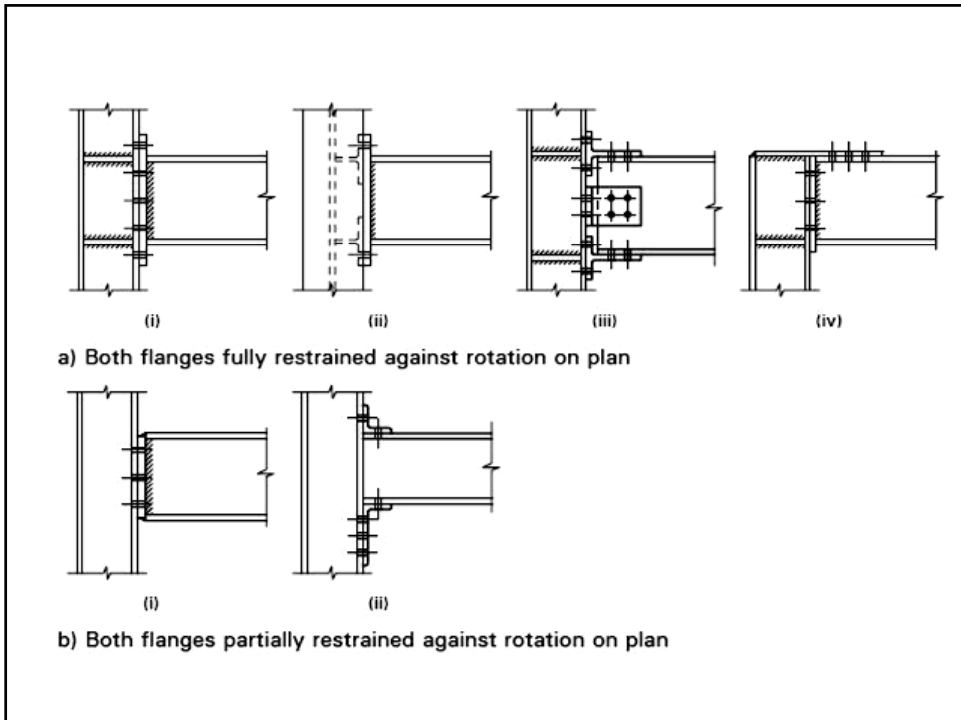 (i) (ii) (iii) (iv)
a) Both flanges fully restrained against rotation on plan
(i) (ii)
b) Both flanges partially restrained against rotation on plan